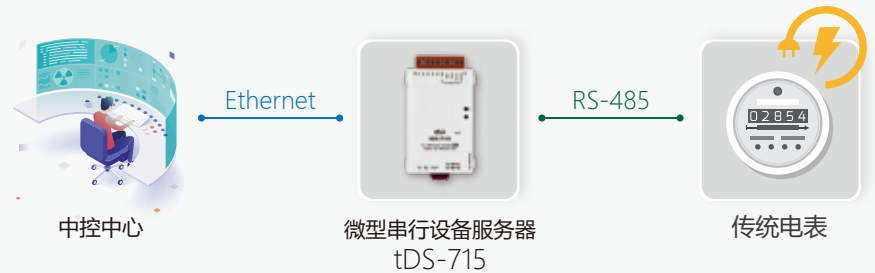 Ethernet
RS-485
02854
中控中心
微型串行设备服务器
tDS-715
传统电表